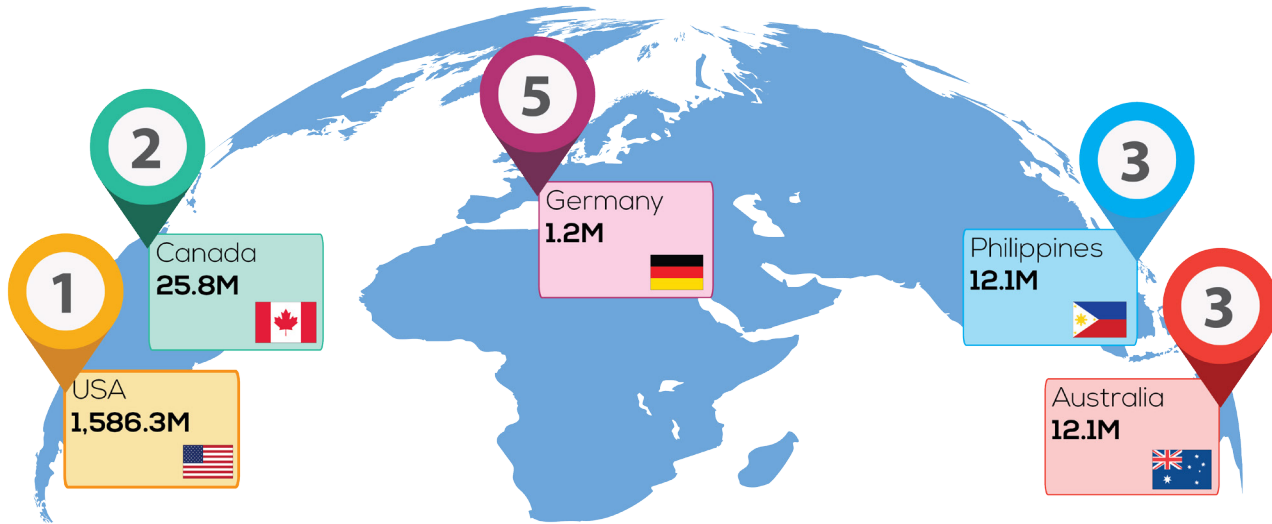 1
USA
1,586.3M
2
Canada
25.8M
5
Germany
1.2M
3
Philippines
12.1M
3
Australia
12.1M